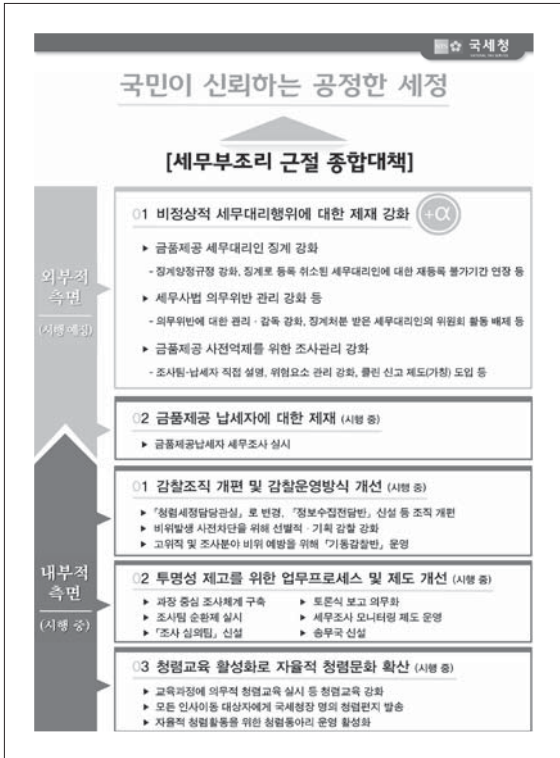 국세청
국민이 신뢰하는 공정한 세정
[세무부조리 근절 종합대책]
외부적
측면
(시행 예정)
01 비정상적 세무대리행위에 대한 제재 강화
+α
▶ 금품제공 세무대리인 징계 강화
- 징계양정규정 강화, 징계로 등록 취소된 세무대리인에 대한 재등록 불가기간 연장 등
▶ 세무사법 의무위반 관리 강화 등
- 의무위반에 대한 관리·감독 강화, 징계처분 받은 세무대리인의 위원회 활동 배제 등
▶ 금품제공 사전억제를 위한 조사관리 강화
- 조사팀-납세자 직접 설명, 위험요소 관리 강화, 클린 신고 제도(가칭) 도입 등
02 금품제공 납세자에 대한 제재 (시행 중)
▶ 금품제공납세자 세무조사 실시
내부적
측면
(시행 중)
01 감찰조직 개편 및 감찰운영방식 개선 (시행 중)
▶ 「청렴세정담당관실」로 변경, 「정보수집전담반」 신설 등 조직 개편
▶ 비위발생 사전차단을 위해 선별적·기획 감찰 강화
▶ 고위직 및 조사분야 비위 예방을 위해 「기동감찰반」 운영
02 투명성 제고를 위한 업무프로세스 및 제도 개선 (시행 중)
▶ 과장 중심 조사체계 구축 ▶ 토론식 보고 의무화
▶ 조사팀 순환제 실시 ▶ 세무조사 모니터링 제도 운영
▶ 「조사 심의팀」 신설 ▶ 송무국 신설
03 청렴교육 활성화로 자율적 청렴문화 확산 (시행 중)
▶ 교육과정에 의무적 청렴교육 실시 등 청렴교육 강화
▶ 모든 인사이동 대상자에게 국세청장 명의 청렴편지 발송
▶ 자율적 청렴활동을 위한 청렴동아리 운영 활성화